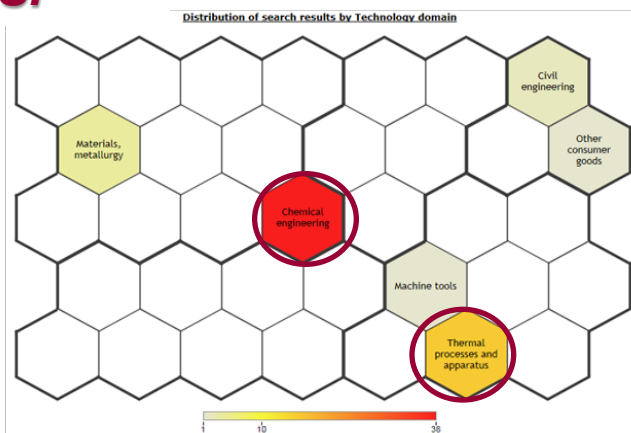 Distribution of search results by Technology domain
Civil
engineering
Materials,
metallurgy
Other
consumer
goods
Chemical
engineering
Machine tools
Thermal
processes and
apparatus
1 10 38